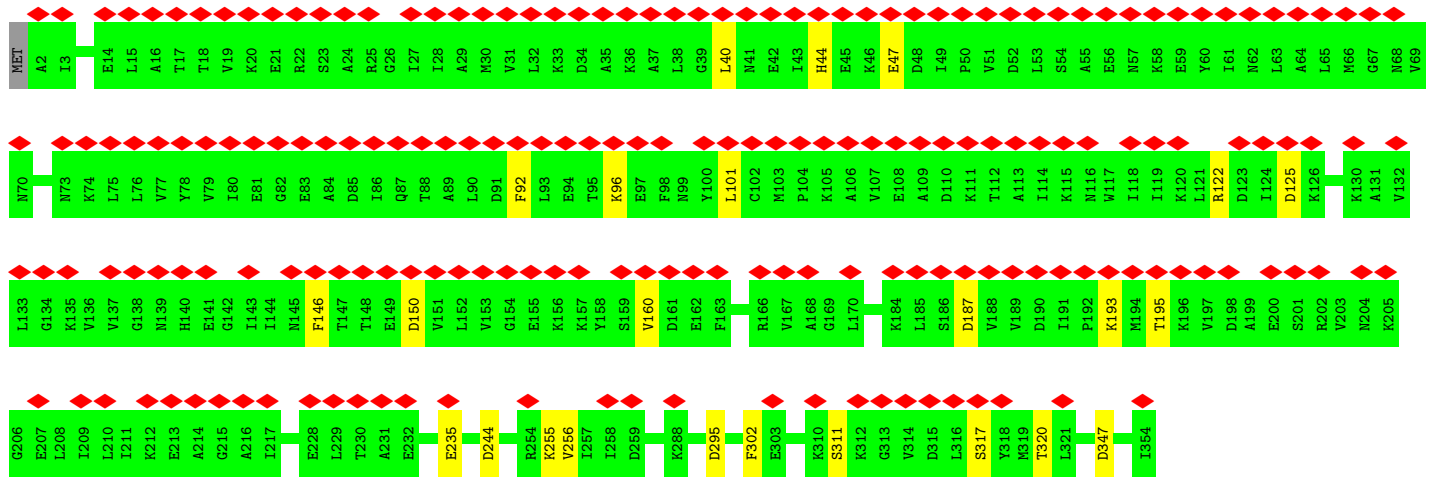 MET A2 I3 E14 L15 A16 T17 T18 V19 K20 E21 R22 S23 A24 R25 G26 I27 I28 A29 M30 V31 L32 K33 D34 A35 K36 A37 L38 G39 L40 N41 E42 I43 H44 E45 K46 E47 D48 I49 P50 V51 D52 L53 S54 A55 E56 N57 K58 E59 Y60 I61 N62 L63 A64 L65 M66 G67 N68 V69
N70 N73 K74 L75 L76 V77 Y78 V79 I80 E81 G82 E83 A84 D85 I86 Q87 T88 A89 L90 D91 F92 L93 E94 T95 K96 E97 F98 N99 Y100 L101 C102 M103 P104 K105 A106 V107 E108 A109 D110 K111 T112 A113 I114 K115 N116 W117 I118 I119 K120 L121 R122 D123 I124 D125 K126 K130 A131 V132
L133 G134 K135 V136 V137 G138 N139 H140 E141 G142 I143 I144 N145 F146 T147 T148 E149 D150 V151 L152 V153 G154 E155 K156 K157 Y158 S159 V160 D161 E162 F163 R166 V167 A168 G169 L170 K184 L185 S186 D187 V188 V189 D190 I191 P192 K193 M194 T195 K196 V197 D198 A199 E200 S201 R202 V203 N204 K205
G206 E207 L208 I209 L210 I211 K212 E213 A214 G215 A216 I217 E228 L229 T230 A231 E232 E235 D244 R254 K255 V256 I257 I258 D259 K288 D295 F302 E303 K310 S311 K312 G313 V314 D315 L316 S317 Y318 M319 T320 L321 D347 I354